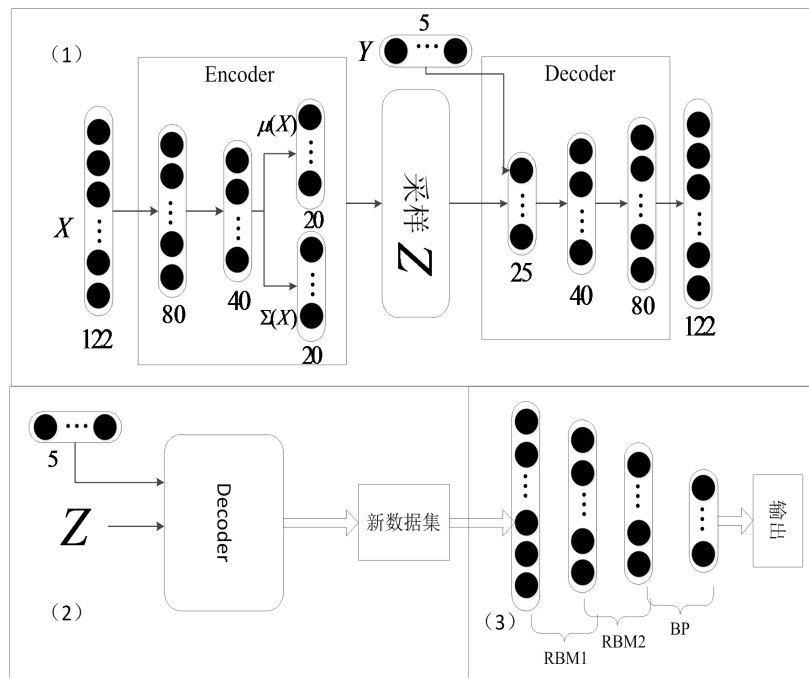 (1)
Encoder
Y
5
Decoder
X
122
80
40
μ(X)
20
Σ(X)
20
采样
Z
25
40
80
122
5
Z
Decoder
新数据集
(2)
(3)
RBM1
RBM2
BP
输出